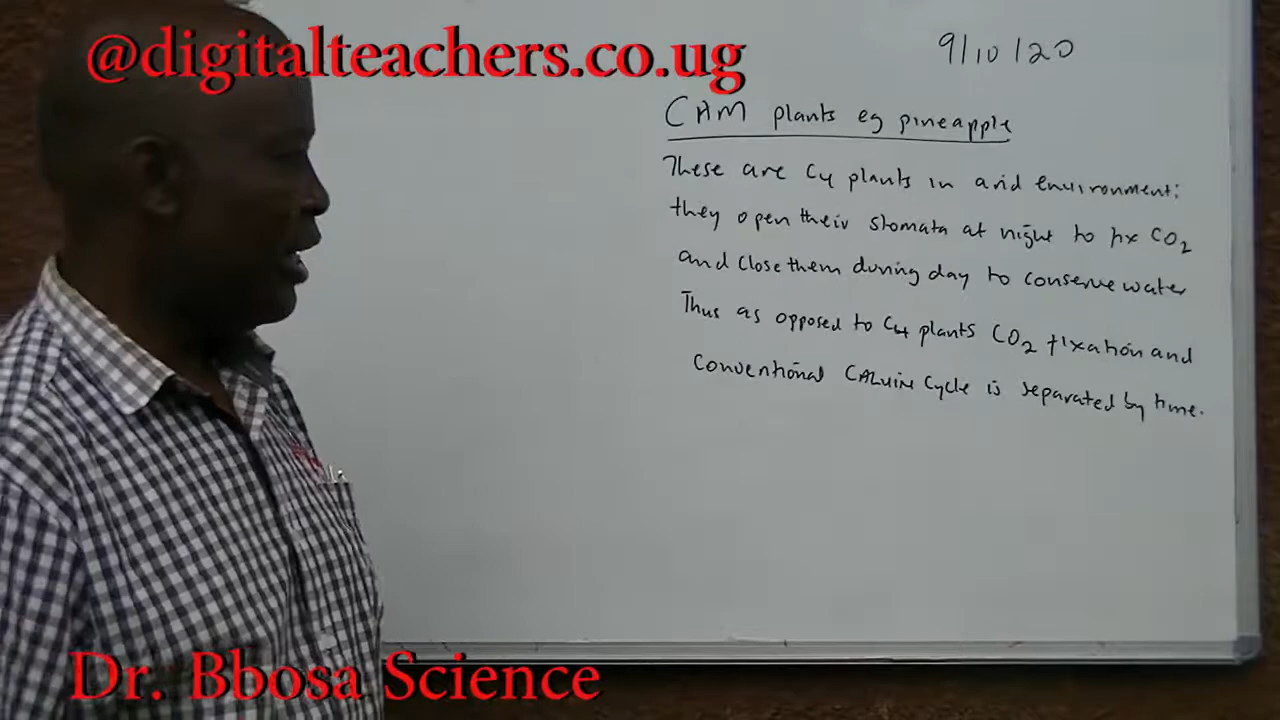 @digitalteachers.co.ug
9/10/20
CAM plants eg pineapple
These are C4 plants in arid environment;
they open their stomata at night to fix CO2
and close them during day to conserve water
Thus as opposed to C4 plants CO2 fixation and
Conventional CALVIN Cycle is separated by time.
Dr. Bbosa Science